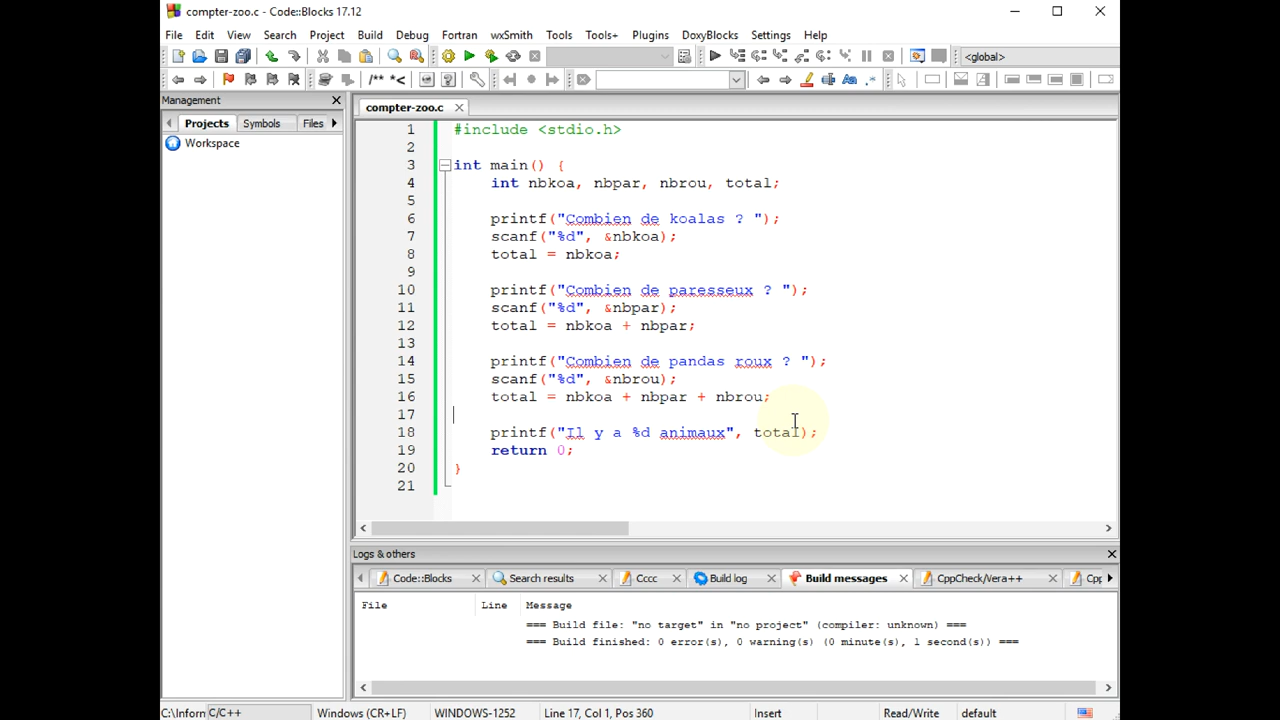 compter-zoo.c - Code::Blocks 17.12
File Edit View Search Project Build Debug Fortran wxSmith Tools Tools+ Plugins DoxyBlocks Settings Help
<global>
/** *<
Management
Projects Symbols Files
Workspace
compter-zoo.c
1 #include <stdio.h>
2
3 int main() {
4 int nbkoa, nbpar, nbrou, total;
5
6 printf("Combien de koalas ? ");
7 scanf("%d", &nbkoa);
8 total = nbkoa;
9
10 printf("Combien de paresseux ? ");
11 scanf("%d", &nbpar);
12 total = nbkoa + nbpar;
13
14 printf("Combien de pandas roux ? ");
15 scanf("%d", &nbrou);
16 total = nbkoa + nbpar + nbrou;
17
18 printf("Il y a %d animaux", total);
19 return 0;
20 }
21
Logs & others
Code::Blocks Search results Cccc Build log Build messages CppCheck/Vera++ Cpp
File Line Message
=== Build file: "no target" in "no project" (compiler: unknown) ===
=== Build finished: 0 error(s), 0 warning(s) (0 minute(s), 1 second(s)) ===
C:\Inforn C/C++ Windows (CR+LF) WINDOWS-1252 Line 17, Col 1, Pos 360 Insert Read/Write default